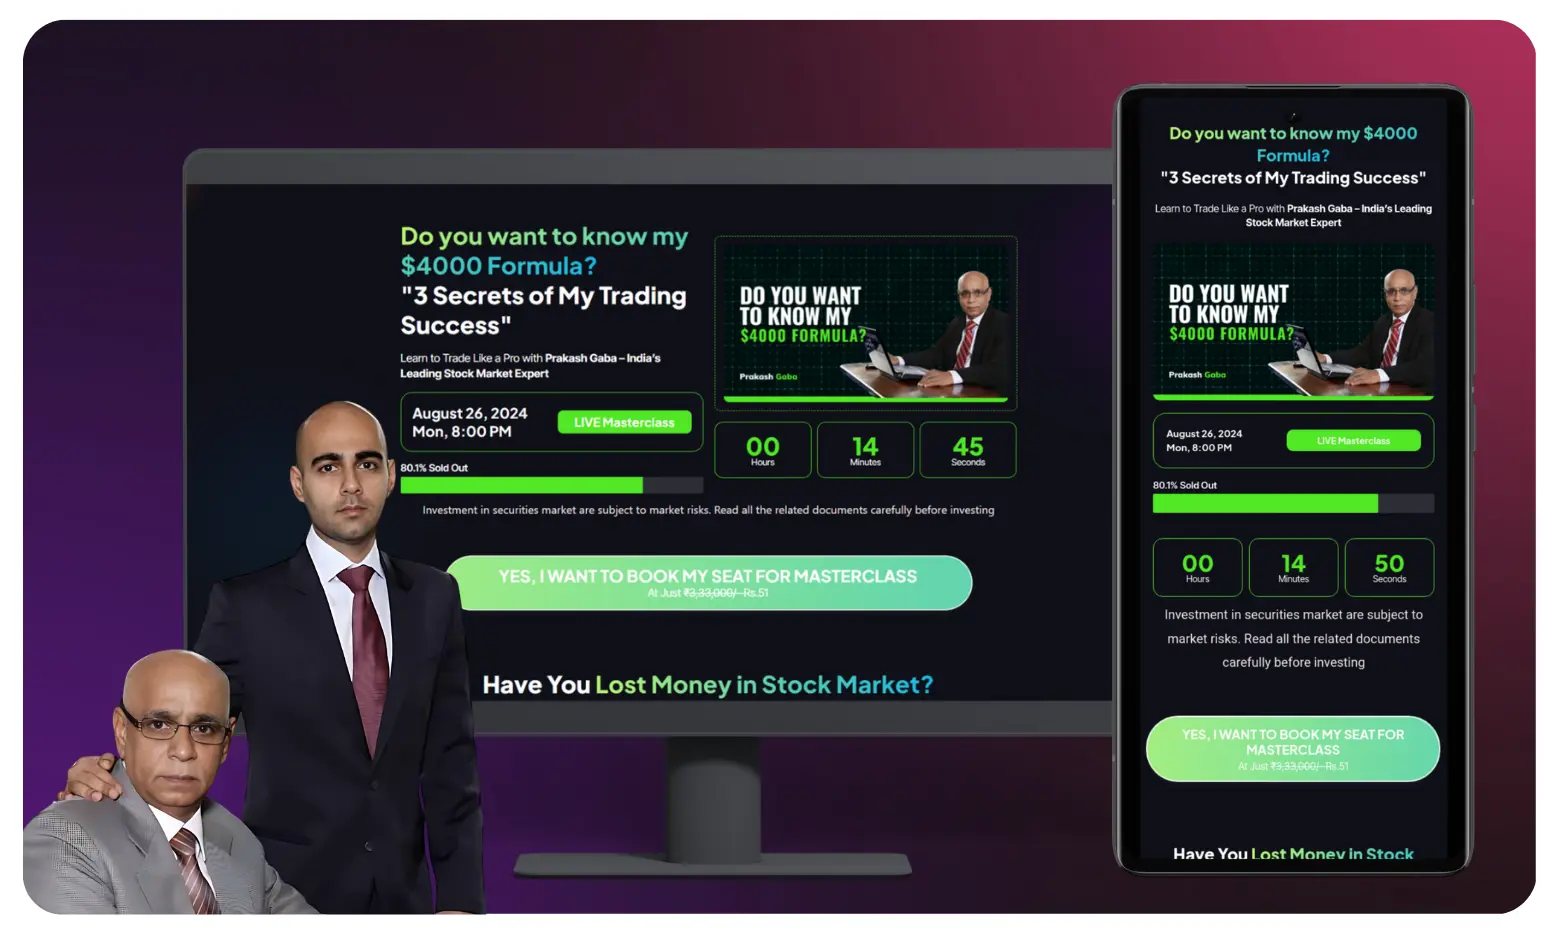 Do you want to know my
$4000 Formula?
"3 Secrets of My Trading
Success"
Learn to Trade Like a Pro with Prakash Gaba – India's
Leading Stock Market Expert
August 26, 2024
Mon, 8:00 PM
LIVE Masterclass
80.1% Sold Out
DO YOU WANT
TO KNOW MY
$4000 FORMULA?
Prakash Gaba
00
Hours
14
Minutes
45
Seconds
Investment in securities market are subject to market risks. Read all the related documents carefully before investing
YES, I WANT TO BOOK MY SEAT FOR MASTERCLASS
At Just ₹3,33,000/- Rs.51
Have You Lost Money in Stock Market?
Do you want to know my $4000
Formula?
"3 Secrets of My Trading Success"
Learn to Trade Like a Pro with Prakash Gaba – India's Leading
Stock Market Expert
DO YOU WANT
TO KNOW MY
$4000 FORMULA?
Prakash Gaba
August 26, 2024
Mon, 8:00 PM
LIVE Masterclass
80.1% Sold Out
00
Hours
14
Minutes
50
Seconds
Investment in securities market are subject to
market risks. Read all the related documents
carefully before investing
YES, I WANT TO BOOK MY SEAT FOR
MASTERCLASS
At Just ₹3,33,000/- Rs.51
Have You Lost Money in Stock